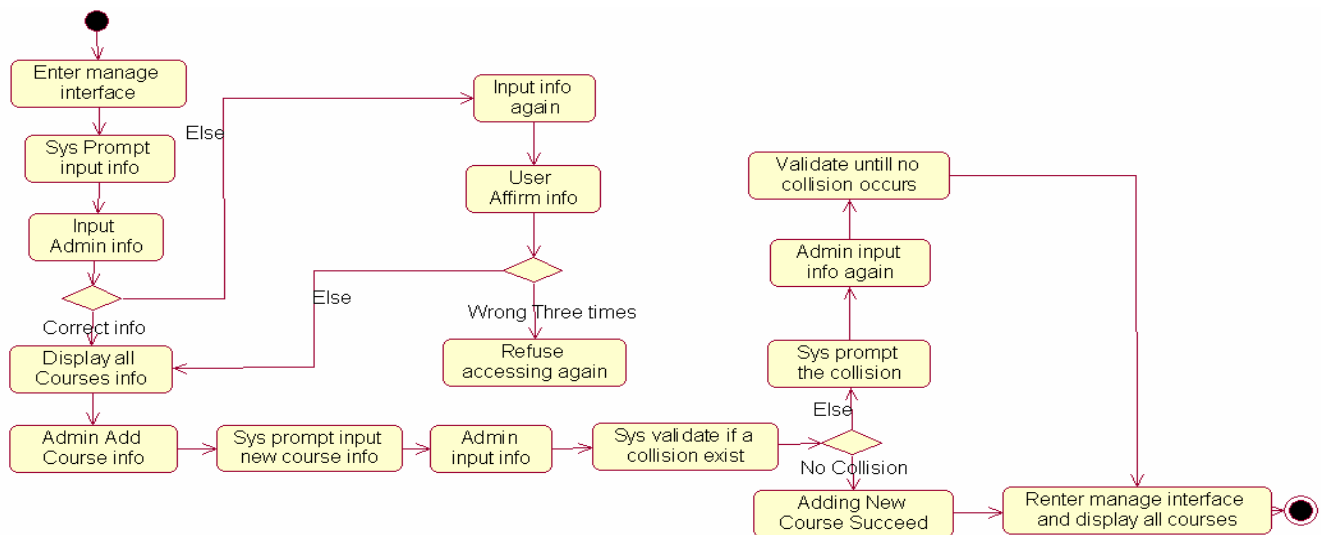 Enter manage
interface
Sys Prompt
input info
Input
Admin info
Else
Correct info
Input info
again
User
Affirm info
Else
Wrong Three times
Refuse
accessing again
Display all
Courses info
Admin Add
Course info
Sys prompt input
new course info
Admin
input info
Sys validate if a
collision exist
Validate untill no
collision occurs
Admin input
info again
Sys prompt
the collision
Else
No Collision
Adding New
Course Succeed
Renter manage interface
and display all courses